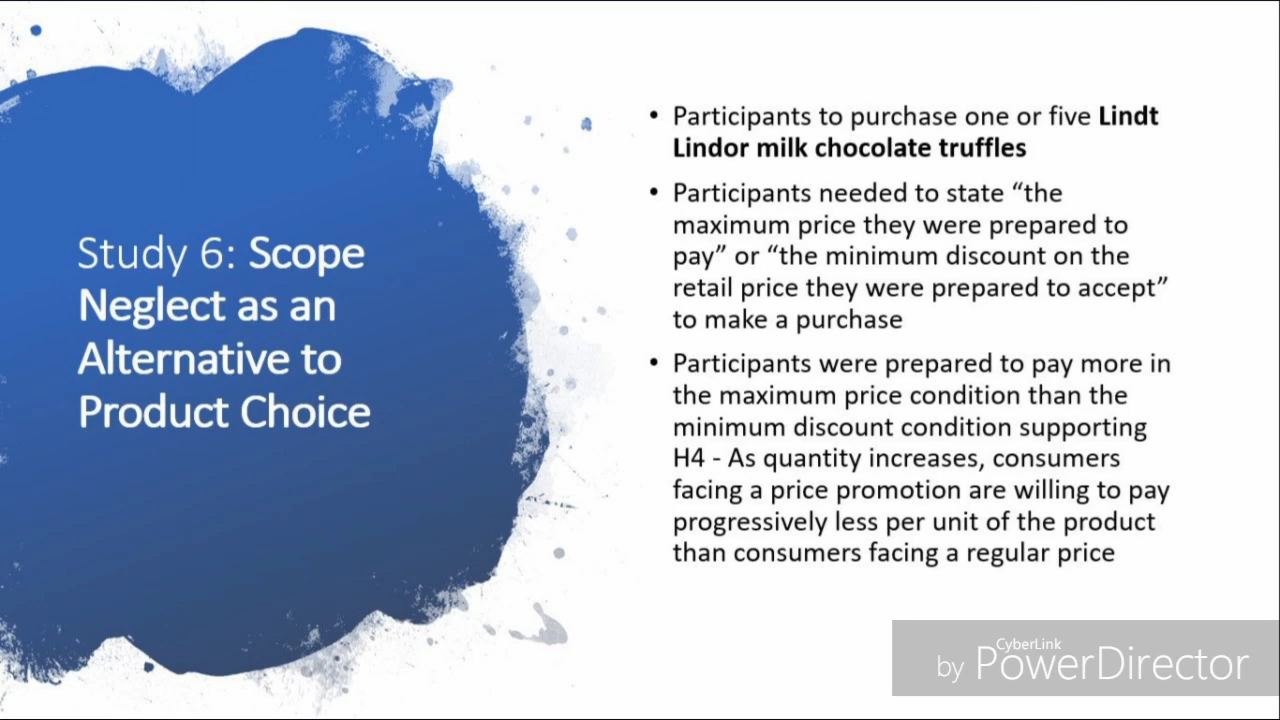 Study 6: Scope
Neglect as an
Alternative to
Product Choice
• Participants to purchase one or five Lindt
Lindor milk chocolate truffles
• Participants needed to state “the
maximum price they were prepared to
pay” or “the minimum discount on the
retail price they were prepared to accept”
to make a purchase
• Participants were prepared to pay more in
the maximum price condition than the
minimum discount condition supporting
H4 - As quantity increases, consumers
facing a price promotion are willing to pay
progressively less per unit of the product
than consumers facing a regular price
CyberLink
by PowerDirector